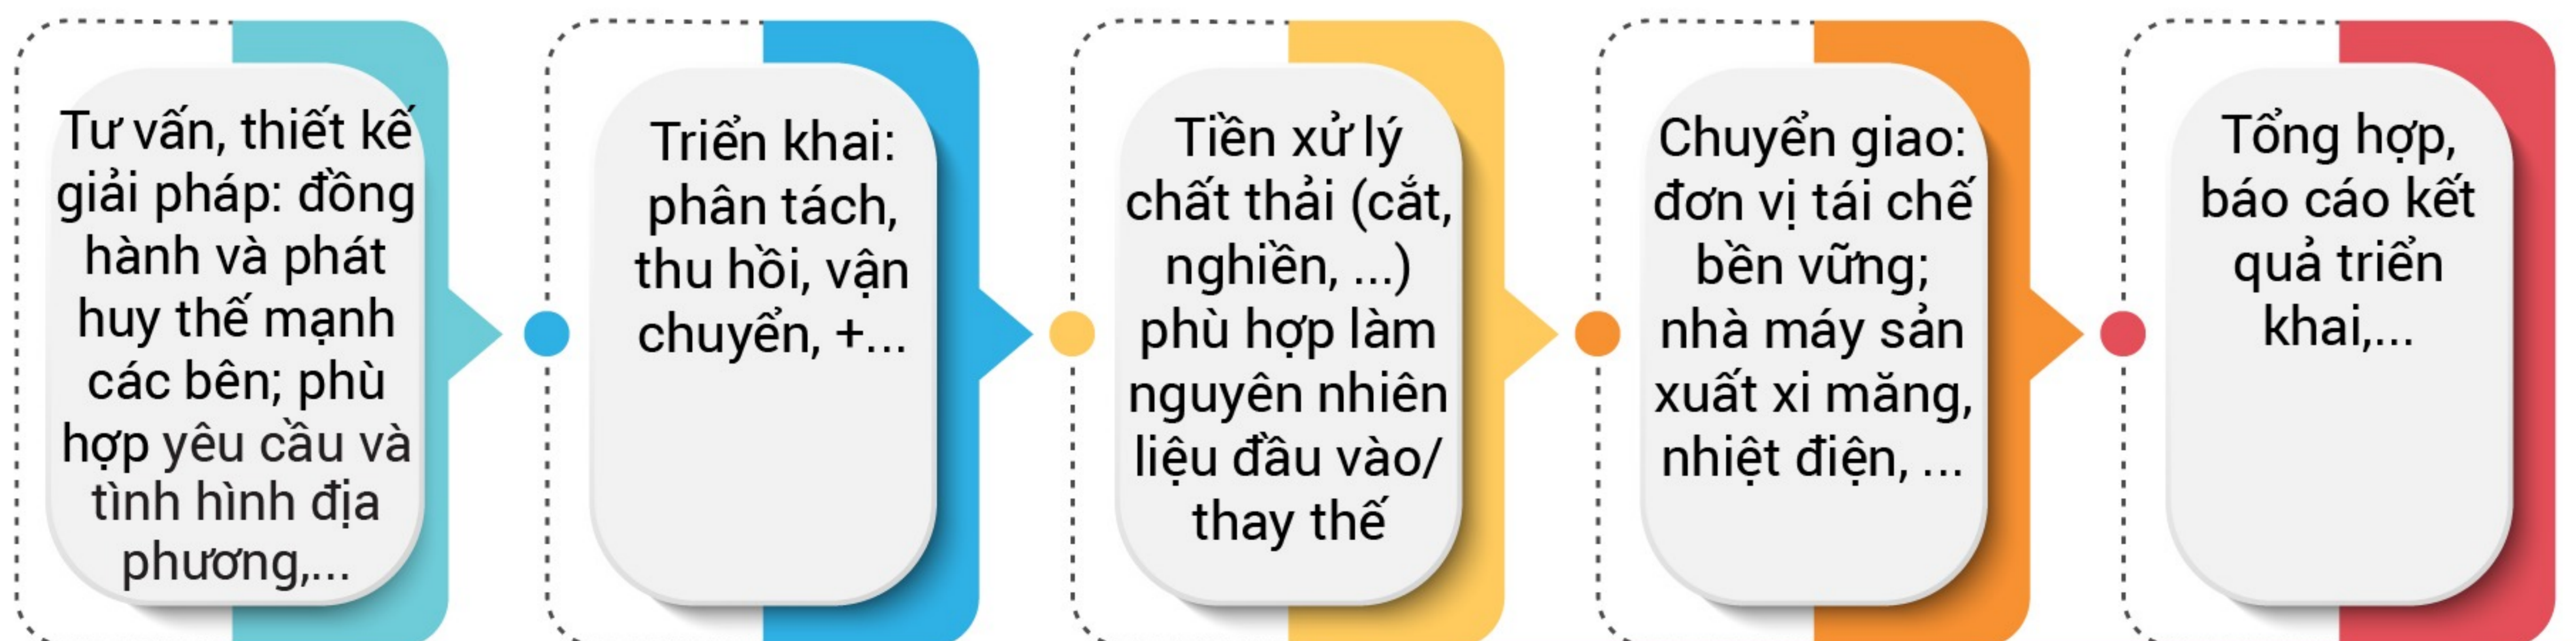 Tư vấn, thiết kế
giải pháp: đồng
hành và phát
huy thế mạnh
các bên; phù
hợp yêu cầu và
tình hình địa
phương,...
Triển khai:
phân tách,
thu hồi, vận
chuyển, +...
Tiền xử lý
chất thải (cắt,
nghiền, ...)
phù hợp làm
nguyên nhiên
liệu đầu vào/
thay thế
Chuyển giao:
đơn vị tái chế
bền vững;
nhà máy sản
xuất xi măng,
nhiệt điện, ...
Tổng hợp,
báo cáo kết
quả triển
khai,...